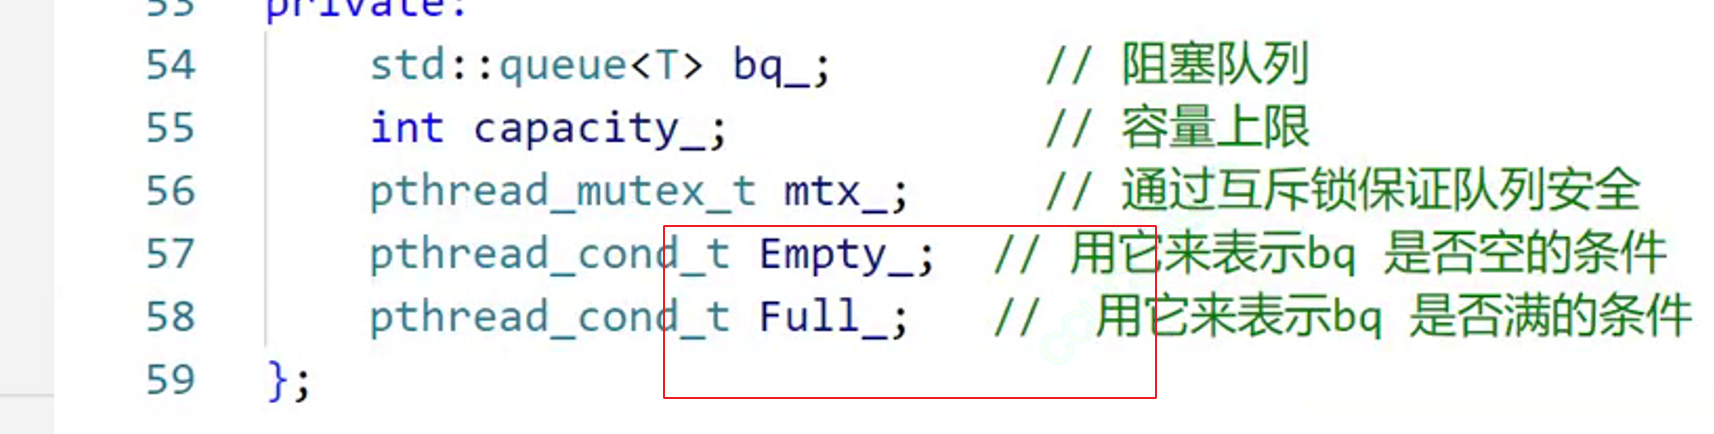 53 private:
54 std::queue<T> bq_; // 阻塞队列
55 int capacity_; // 容量上限
56 pthread_mutex_t mtx_; // 通过互斥锁保证队列安全
57 pthread_cond_t Empty_; // 用它来表示bq 是否空的条件
58 pthread_cond_t Full_; // 用它来表示bq 是否满的条件
59 };